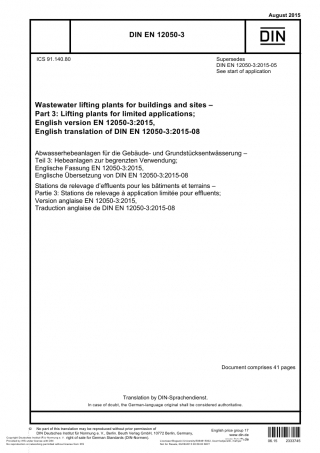 August 2015
DIN EN 12050-3
DIN
ICS 91.140.80
Supersedes
DIN EN 12050-3:2015-05
See start of application
Wastewater lifting plants for buildings and sites –
Part 3: Lifting plants for limited applications;
English version EN 12050-3:2015,
English translation of DIN EN 12050-3:2015-08
Abwasserhebeanlagen für die Gebäude- und Grundstücksentwässerung –
Teil 3: Hebeanlagen zur begrenzten Verwendung;
Englische Fassung EN 12050-3:2015,
Englische Übersetzung von DIN EN 12050-3:2015-08
Stations de relevage d'effluents pour les bâtiments et terrains –
Partie 3: Stations de relevage à application limitée pour effluents;
Version anglaise EN 12050-3:2015,
Traduction anglaise de DIN EN 12050-3:2015-08
Document comprises 41 pages
Translation by DIN-Sprachendienst.
In case of doubt, the German-language original shall be considered authoritative.
No part of this translation may be reproduced without prior permission of
DIN Deutsches Institut für Normung e. V., Berlin. Beuth Verlag GmbH, 10772 Berlin, Germany,
right of sale for German Standards (DIN-Normen).
English price group 17
www.din.de